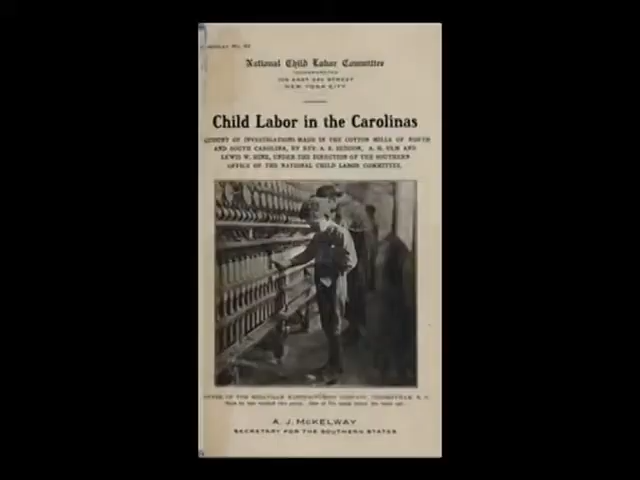 National Child Labor Committee
INCORPORATED
105 EAST 22D STREET
NEW YORK CITY
Child Labor in the Carolinas
ACCOUNT OF INVESTIGATIONS MADE IN THE COTTON MILLS OF NORTH
AND SOUTH CAROLINA, BY REV. A. E. SEDDON, A. H. ULM AND
LEWIS W. HINE, UNDER THE DIRECTION OF THE SOUTHERN
OFFICE OF THE NATIONAL CHILD LABOR COMMITTEE.
A. J. McKELWAY
SECRETARY FOR THE SOUTHERN STATES